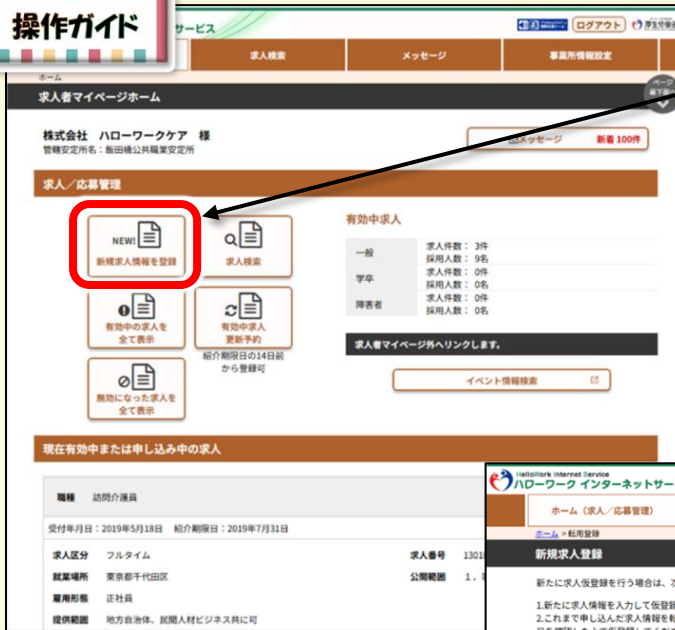 操作ガイド
サービス
ログアウト
求人検索
メッセージ
事業所情報設定
ホーム
求人者マイページホーム
ページ
最下部へ
株式会社 ハローワークケア 様
管轄安定所名：飯田橋公共職業安定所
メッセージ 新着 100件
求人／応募管理
NEW!
新規求人情報を登録
求人検索
有効中の求人を
全て表示
有効中求人
更新予約
紹介期限日の14日前
から登録可
無効になった求人を
全て表示
有効中求人
一般
求人件数： 3件
採用人数： 9名
学卒
求人件数： 0件
採用人数： 0名
障害者
求人件数： 0件
採用人数： 0名
求人者マイページ外へリンクします。
イベント情報検索
現在有効中または申し込み中の求人
職種 訪問介護員
受付年月日：2019年5月18日 紹介期限日：2019年7月31日
求人区分 フルタイム
求人番号 1301
就業場所 東京都千代田区
公開範囲 1．
雇用形態 正社員
提供範囲 地方自治体、民間人材ビジネス共に可
HelloWork Internet Service
ハローワーク インターネットサー
ホーム（求人／応募管理）
ホーム > 転用登録
新規求人登録
新たに求人仮登録を行う場合は、
1.新たに求人情報を入力して仮登
2.これまで申し込んだ求人情報を